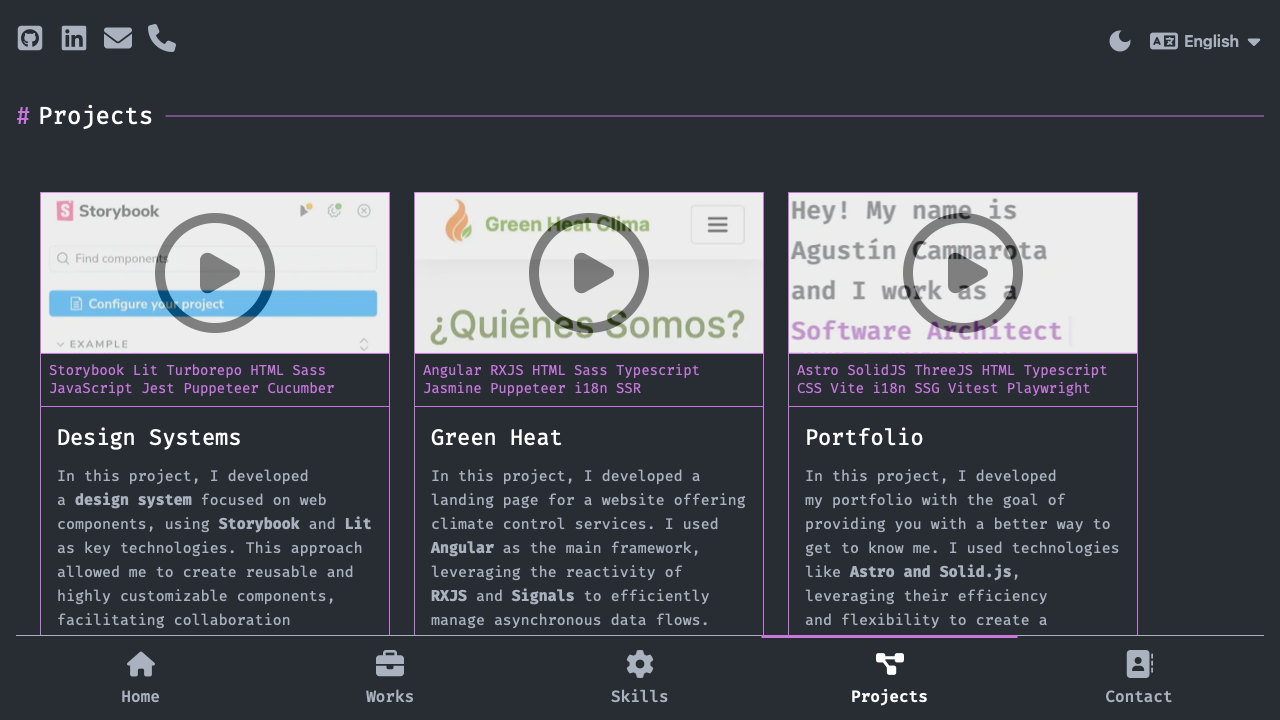 English
# Projects
Storybook
Find components
Configure your project
EXAMPLE
Storybook Lit Turborepo HTML Sass
JavaScript Jest Puppeteer Cucumber
Design Systems
In this project, I developed
a design system focused on web
components, using Storybook and Lit
as key technologies. This approach
allowed me to create reusable and
highly customizable components,
facilitating collaboration
Green Heat Clima
¿Quiénes Somos?
Angular RXJS HTML Sass Typescript
Jasmine Puppeteer i18n SSR
Green Heat
In this project, I developed a
landing page for a website offering
climate control services. I used
Angular as the main framework,
leveraging the reactivity of
RXJS and Signals to efficiently
manage asynchronous data flows.
Hey! My name is
Agustín Cammarota
and I work as a
Software Architect
Astro SolidJS ThreeJS HTML Typescript
CSS Vite i18n SSG Vitest Playwright
Portfolio
In this project, I developed
my portfolio with the goal of
providing you with a better way to
get to know me. I used technologies
like Astro and Solid.js,
leveraging their efficiency
and flexibility to create a
Home
Works
Skills
Projects
Contact